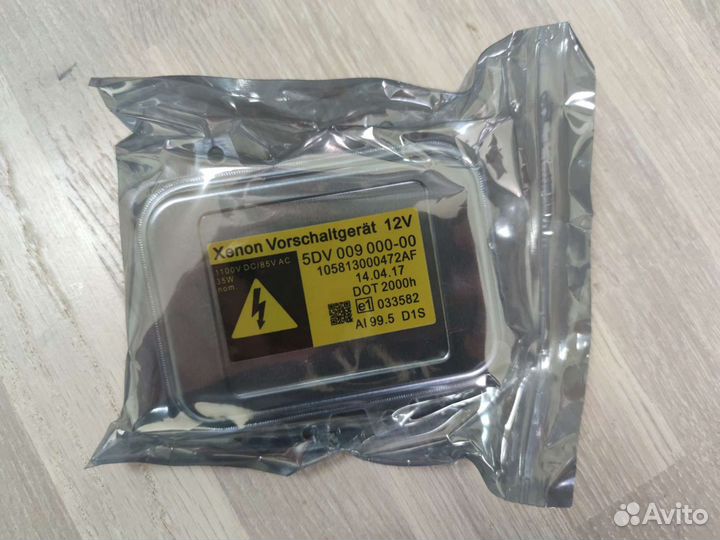 Xenon Vorschaltgerät 12V
1100V DC/85V AC
35W
nom.
5DV 009 000-00
105813000472AF
14.04.17
DOT 2000h
e1 033582
AI 99.5 D1S
Avito